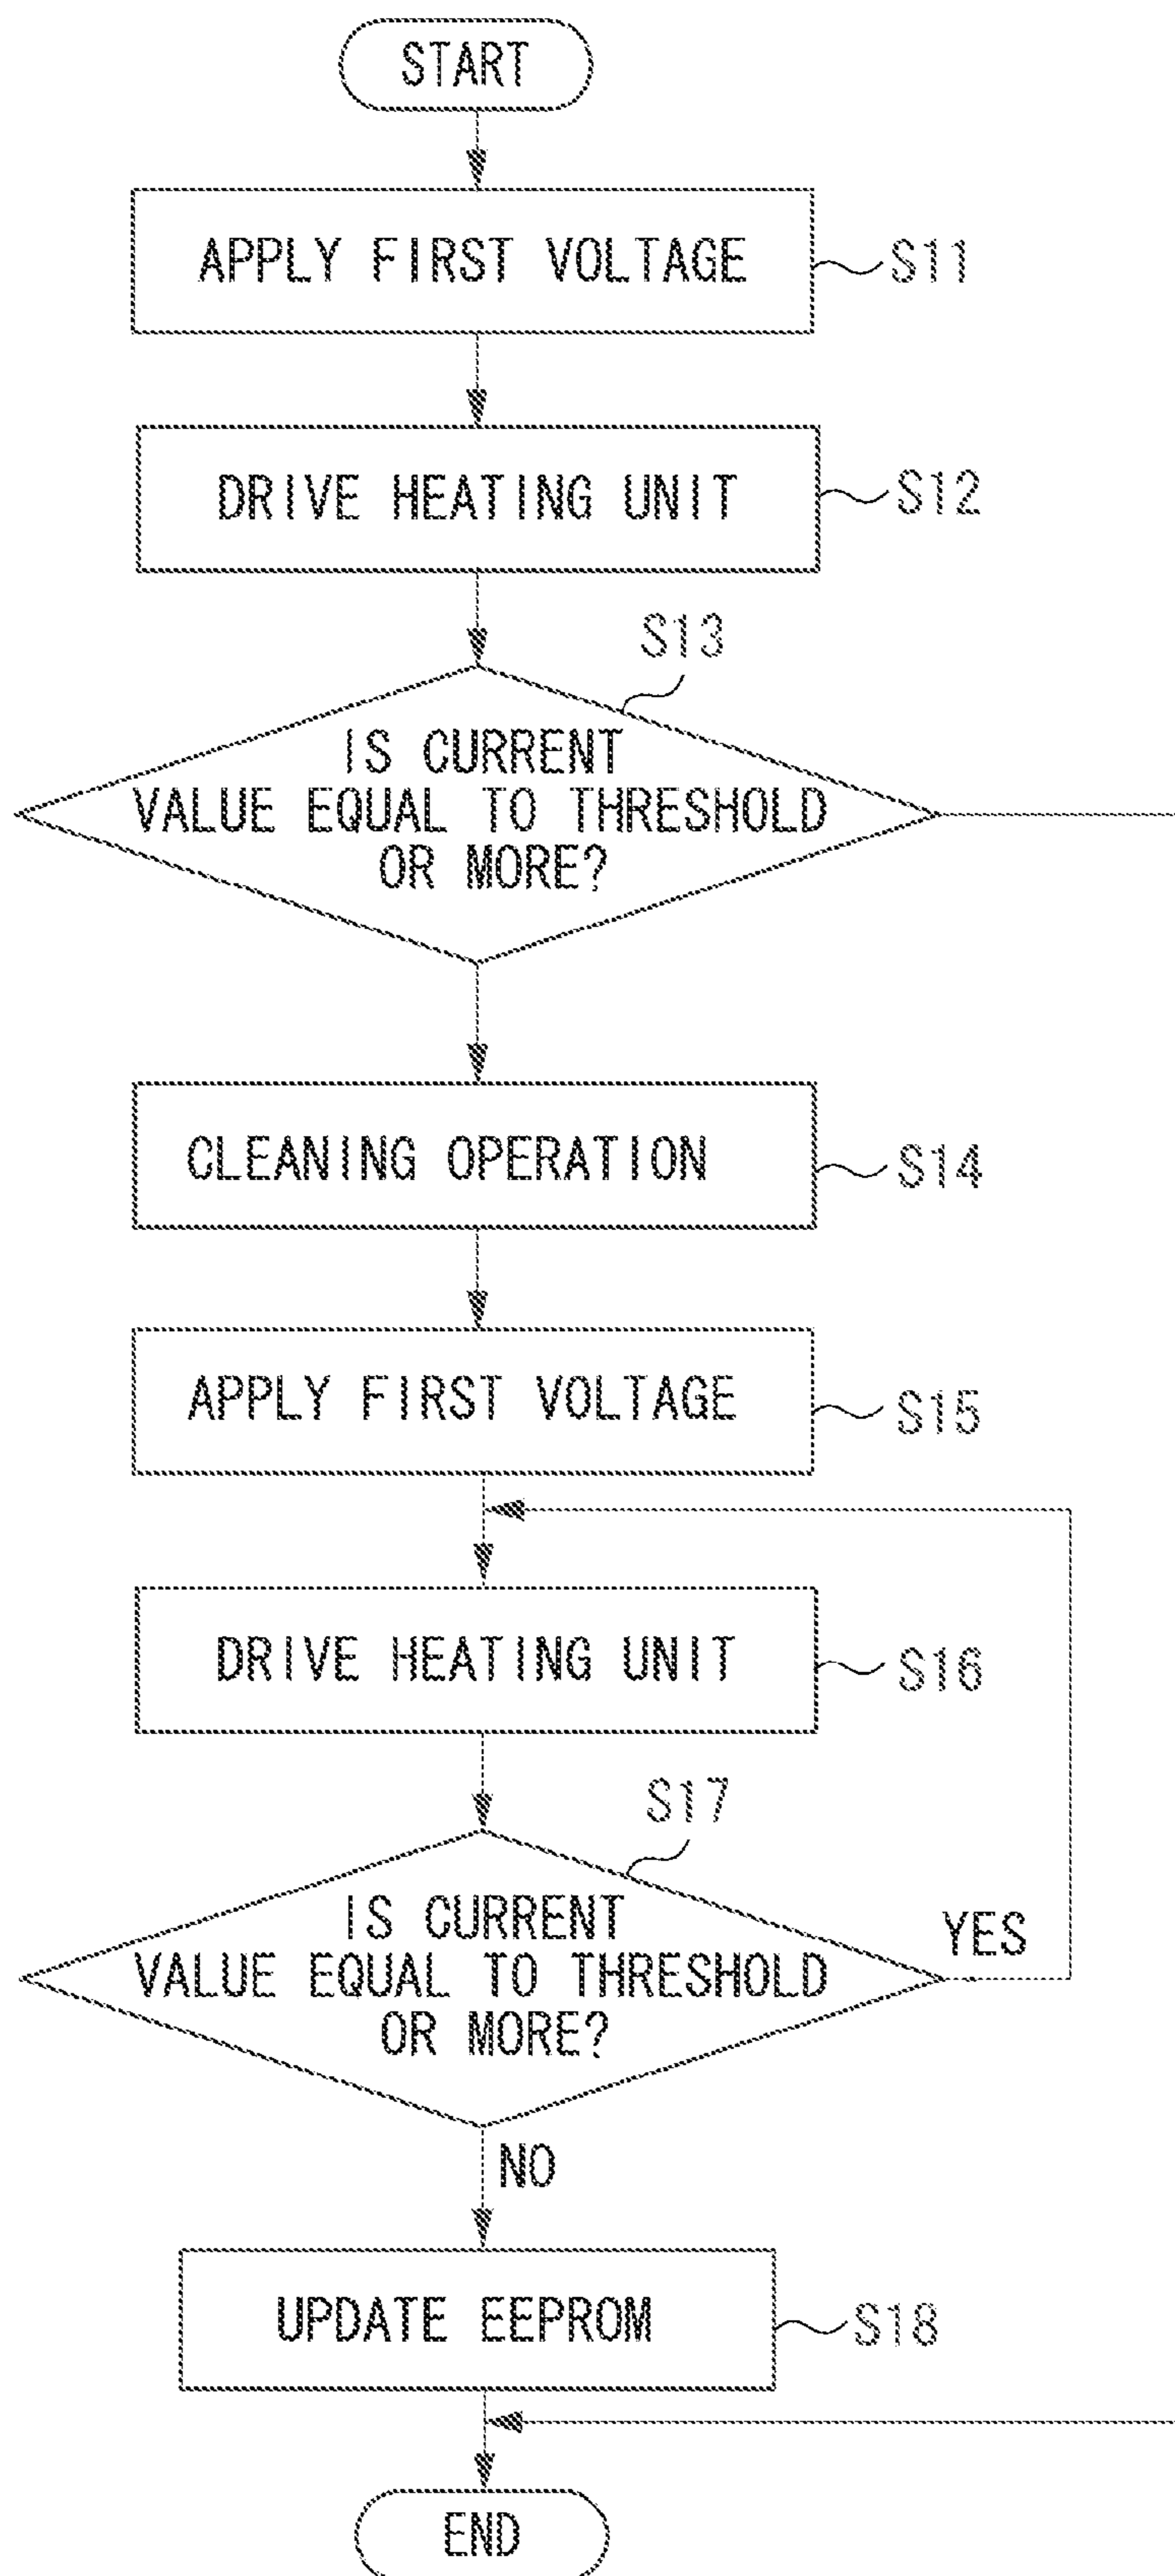 START
APPLY FIRST VOLTAGE
S11
DRIVE HEATING UNIT
S12
S13
IS CURRENT
VALUE EQUAL TO THRESHOLD
OR MORE?
CLEANING OPERATION
S14
APPLY FIRST VOLTAGE
S15
DRIVE HEATING UNIT
S16
S17
IS CURRENT
VALUE EQUAL TO THRESHOLD
OR MORE?
YES
NO
UPDATE EEPROM
S18
END